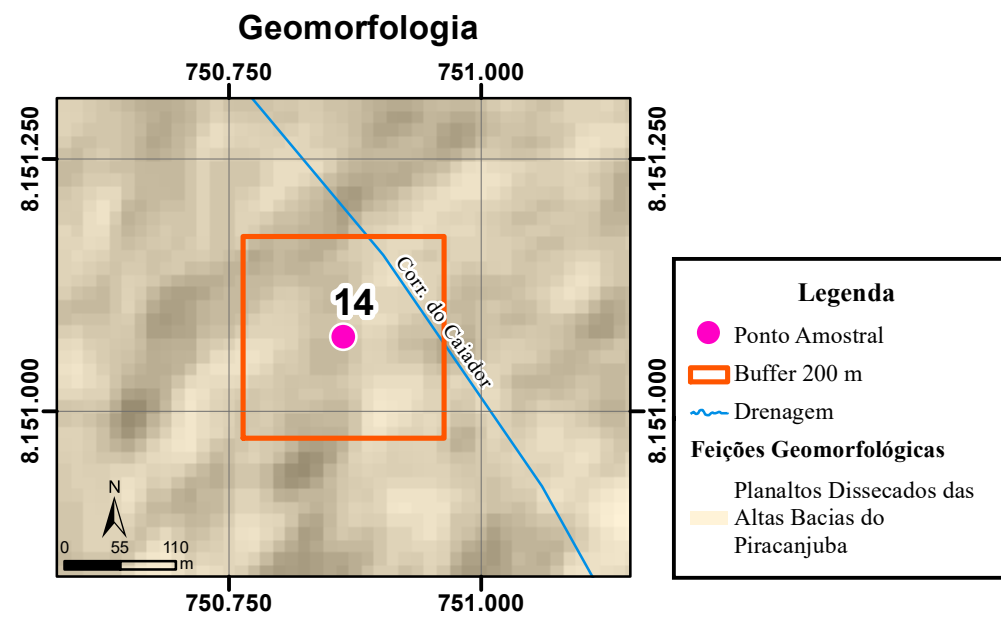 Geomorfologia
750.750
751.000
8.151.250
8.151.250
14
Corr. do Caiador
8.151.000
8.151.000
N
0 55 110
m
750.750
751.000
Legenda
Ponto Amostral
Buffer 200 m
Drenagem
Feições Geomorfológicas
Planaltos Dissecados das
Altas Bacias do
Piracanjuba